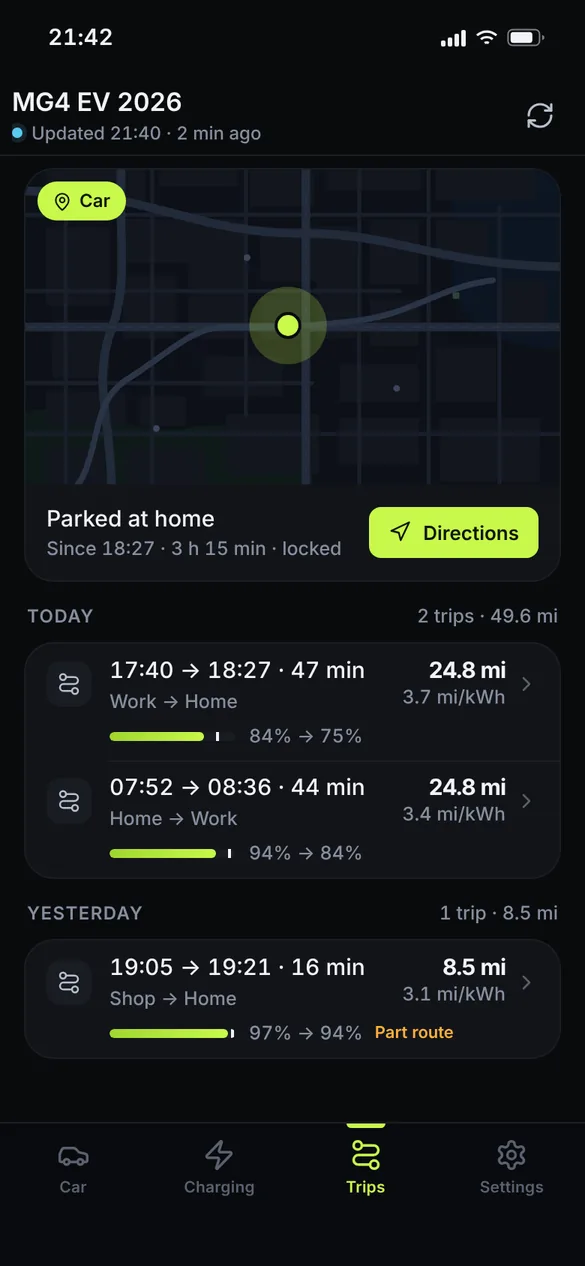 21:42
MG4 EV 2026
Updated 21:40 · 2 min ago
Car
Parked at home
Since 18:27 · 3 h 15 min · locked
Directions
TODAY
2 trips · 49.6 mi
17:40 → 18:27 · 47 min
24.8 mi
Work → Home
3.7 mi/kWh
84% → 75%
07:52 → 08:36 · 44 min
24.8 mi
Home → Work
3.4 mi/kWh
94% → 84%
YESTERDAY
1 trip · 8.5 mi
19:05 → 19:21 · 16 min
8.5 mi
Shop → Home
3.1 mi/kWh
97% → 94% Part route
Car
Charging
Trips
Settings